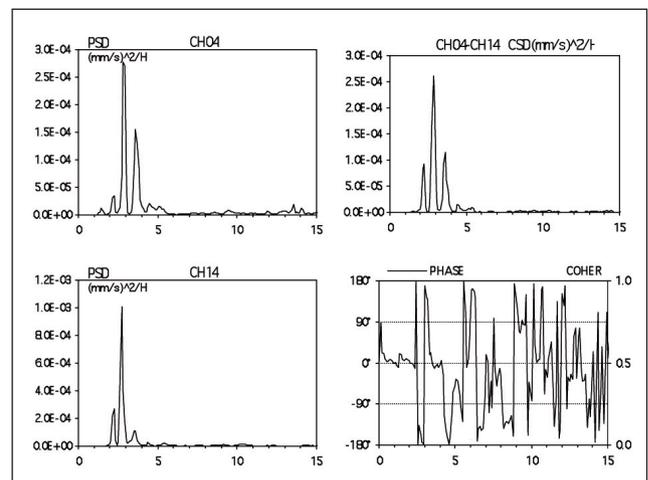 PSD CH04
(mm/s)^2/H
3.0E-04
2.5E-04
2.0E-04
1.5E-04
1.0E-04
5.0E-05
0.0E+00
0 5 10 15
CH04-CH14 CSD(mm/s)^2/H
3.0E-04
2.5E-04
2.0E-04
1.5E-04
1.0E-04
5.0E-05
0.0E+00
0 5 10 15
PSD CH14
(mm/s)^2/H
1.2E-03
1.0E-03
8.0E-04
6.0E-04
4.0E-04
2.0E-04
0.0E+00
0 5 10 15
PHASE COHER
180° 1.0
90°
0° 0.5
-90°
-180° 0.0
0 5 10 15